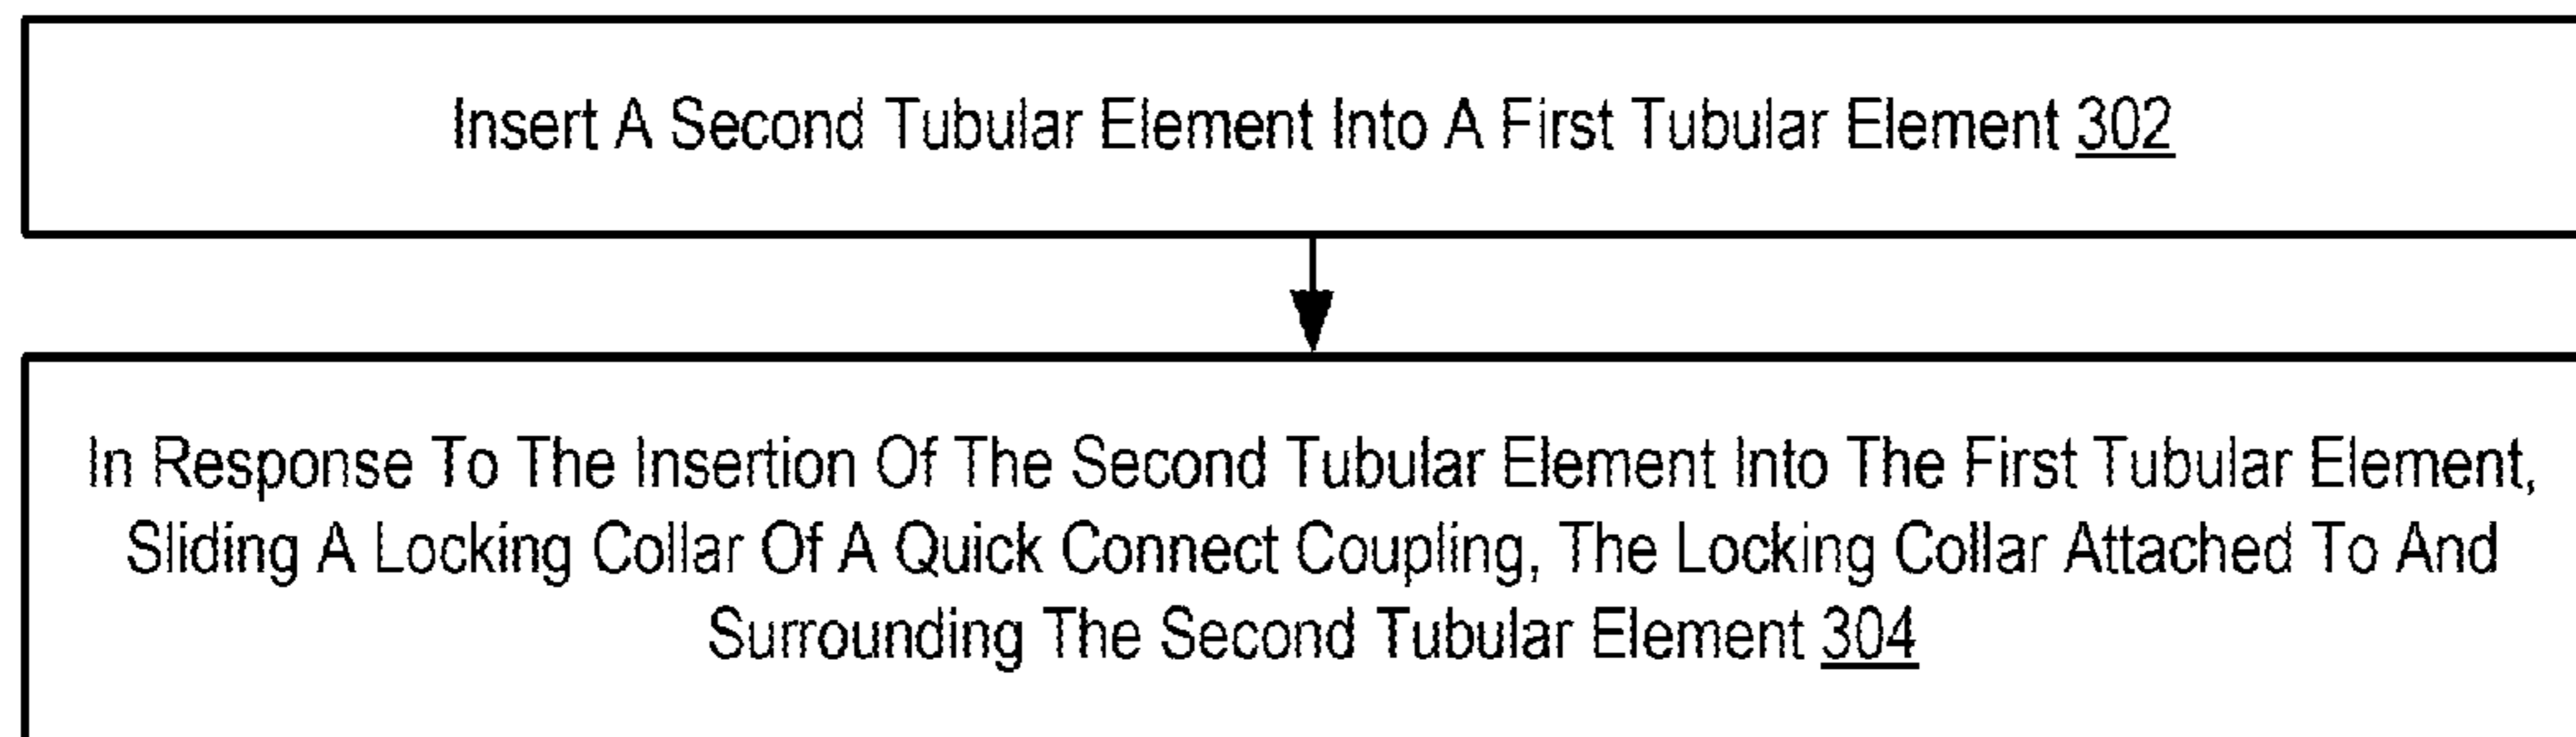 Insert A Second Tubular Element Into A First Tubular Element 302
In Response To The Insertion Of The Second Tubular Element Into The First Tubular Element,
Sliding A Locking Collar Of A Quick Connect Coupling, The Locking Collar Attached To And
Surrounding The Second Tubular Element 304